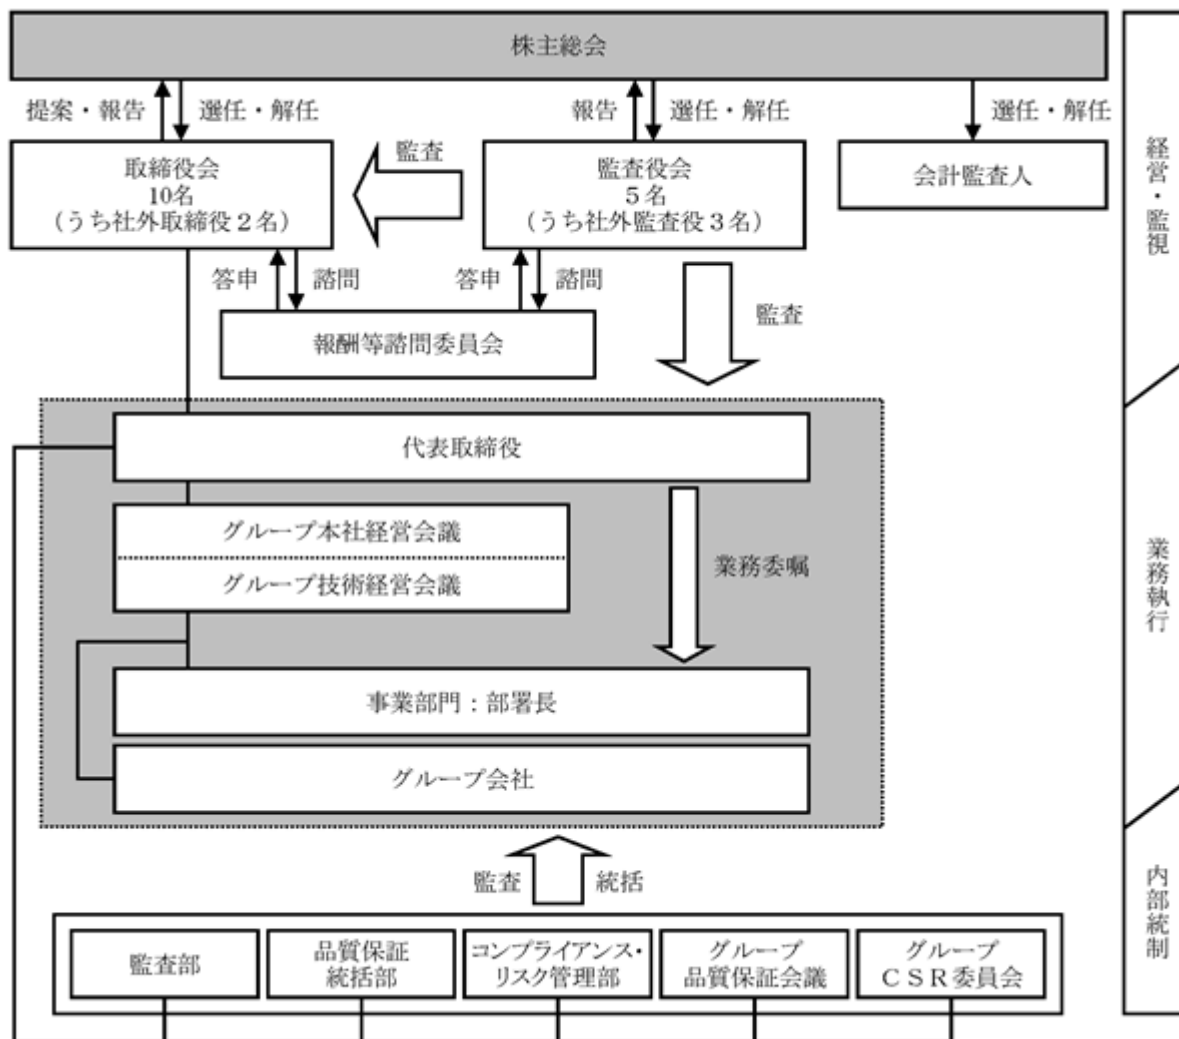 株主総会
提案・報告
選任・解任
報告
選任・解任
選任・解任
取締役会
10名
(うち社外取締役2名)
監査
監査役会
5名
(うち社外監査役3名)
会計監査人
答申
諮問
答申
諮問
報酬等諮問委員会
監査
代表取締役
グループ本社経営会議
グループ技術経営会議
業務委嘱
事業部門:部署長
グループ会社
監査
統括
監査部
品質保証
統括部
コンプライアンス・
リスク管理部
グループ
品質保証会議
グループ
CSR委員会
経営・監視
業務執行
内部統制